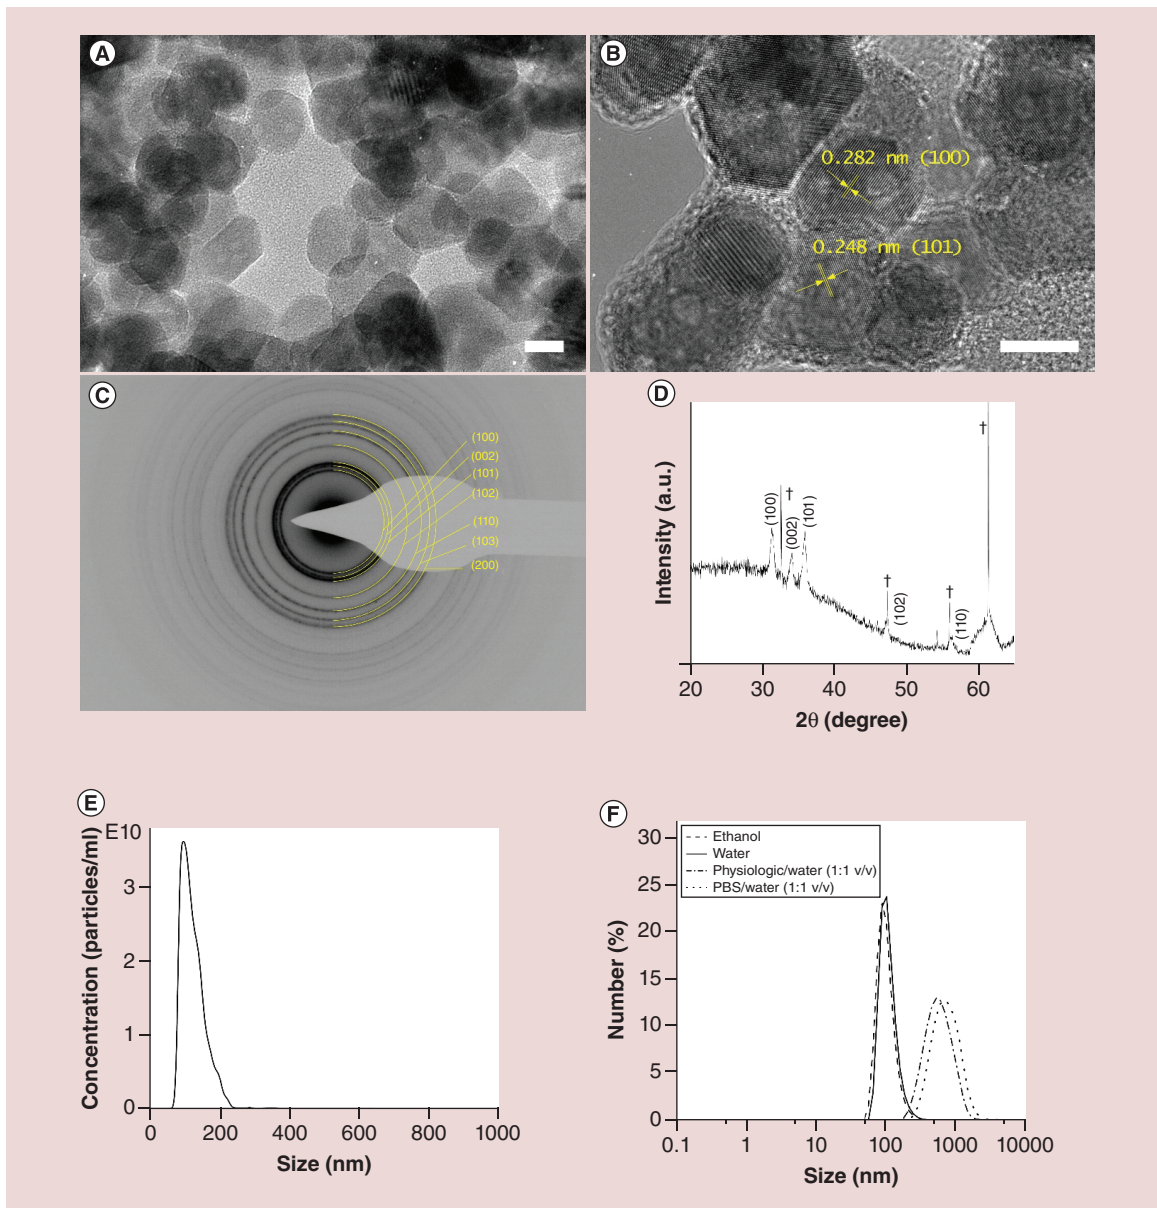 A
B
0.282 nm (100)
0.248 nm (101)
C
(100)
(002)
(101)
(102)
(110)
(103)
(200)
D
Intensity (a.u.)
(100)
†
(002)
(101)
†
(102)
†
(110)
†
20 30 40 50 60
2θ (degree)
E
Concentration (particles/ml)
E10
3
2
1
0
0 200 400 600 800 1000
Size (nm)
F
Number (%)
30
25
20
15
10
5
0
Ethanol
Water
Physiologic/water (1:1 v/v)
PBS/water (1:1 v/v)
0.1 1 10 100 1000 10000
Size (nm)